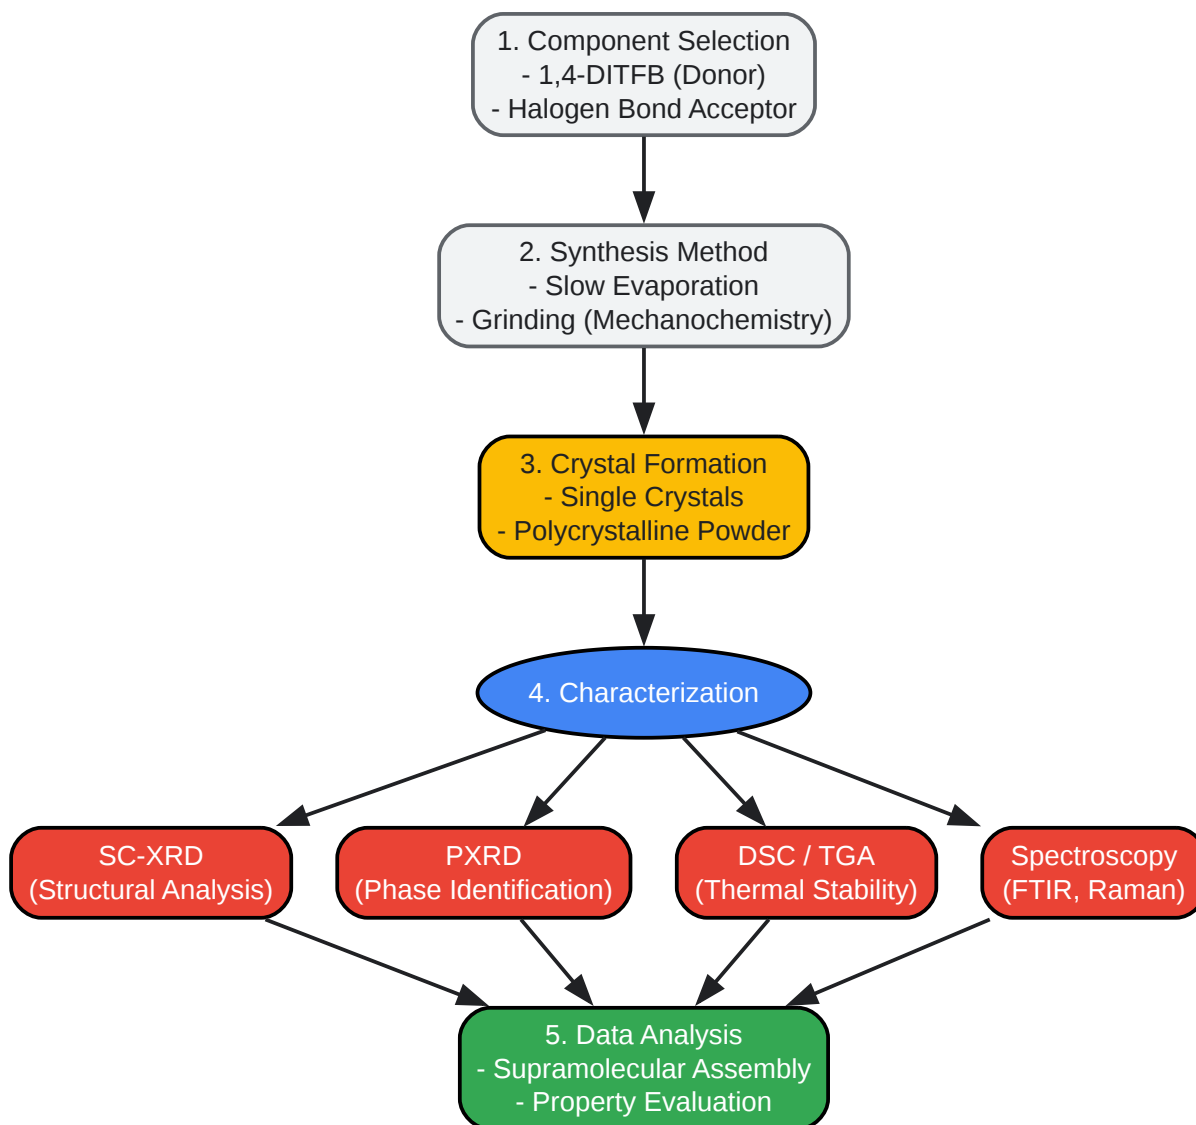 1. Component Selection
- 1,4-DITFB (Donor)
- Halogen Bond Acceptor
2. Synthesis Method
- Slow Evaporation
- Grinding (Mechanochemistry)
3. Crystal Formation
- Single Crystals
- Polycrystalline Powder
4. Characterization
SC-XRD
(Structural Analysis)
PXRD
(Phase Identification)
DSC / TGA
(Thermal Stability)
Spectroscopy
(FTIR, Raman)
5. Data Analysis
- Supramolecular Assembly
- Property Evaluation